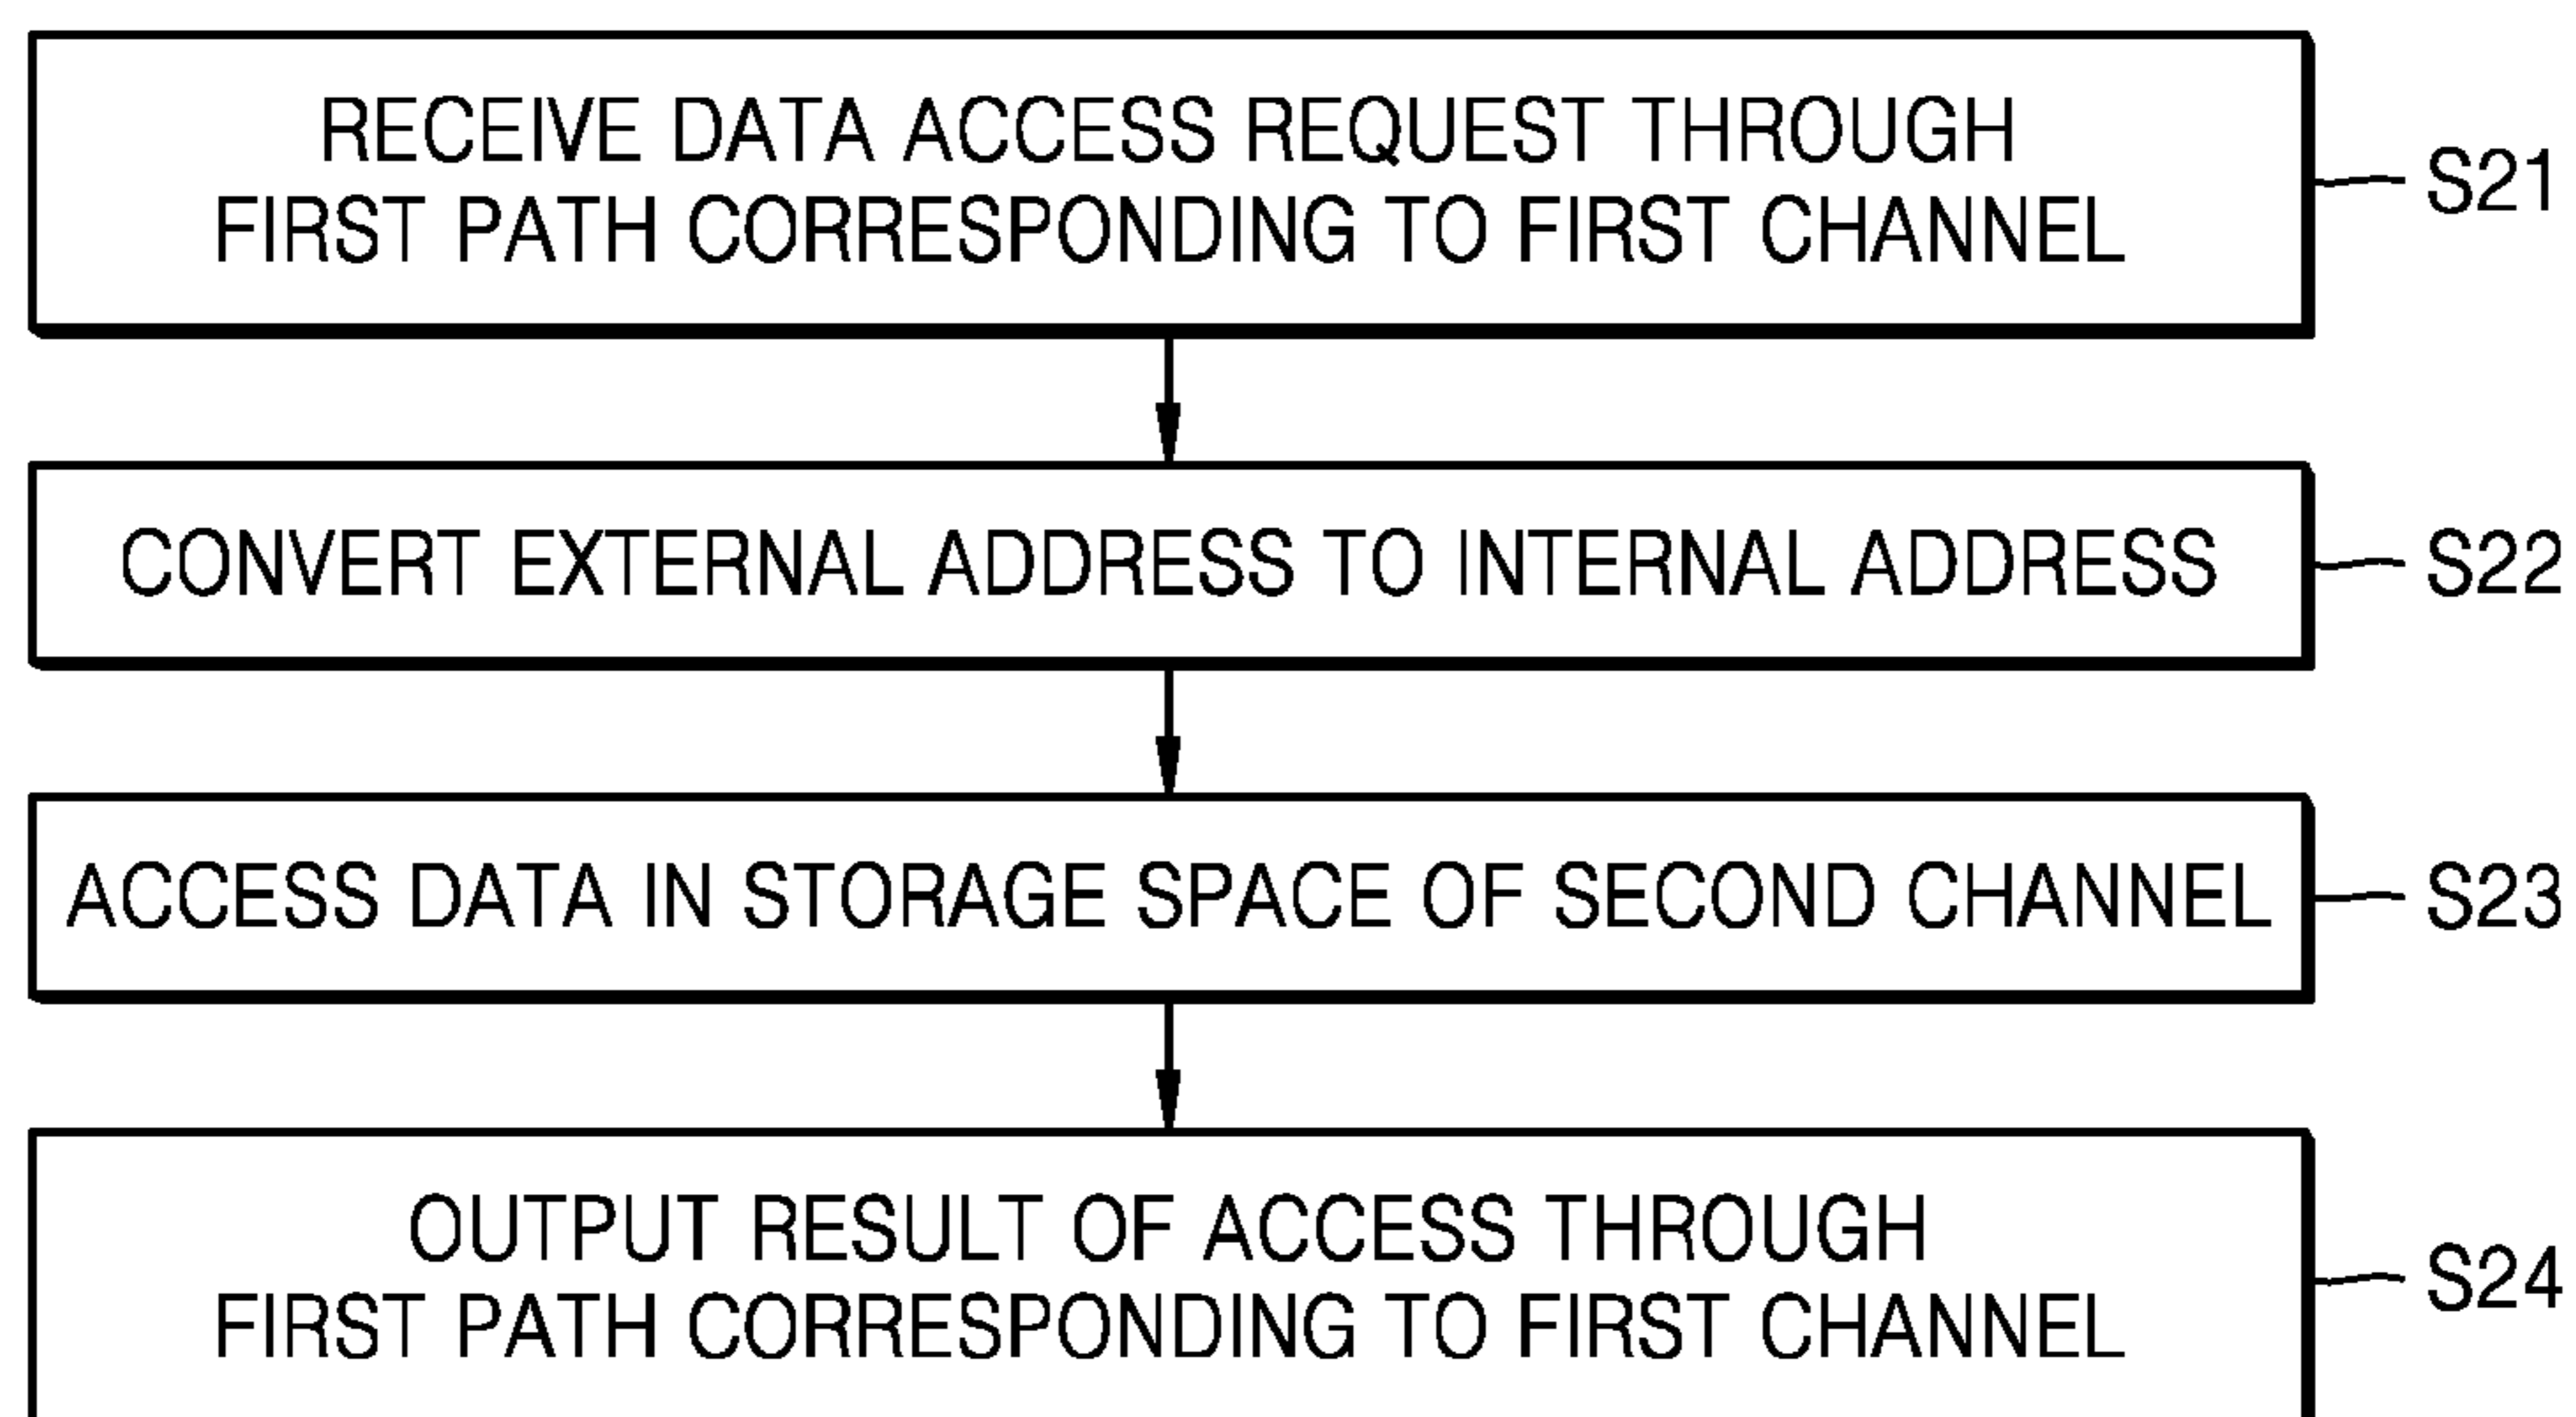 RECEIVE DATA ACCESS REQUEST THROUGH
FIRST PATH CORRESPONDING TO FIRST CHANNEL
S21
CONVERT EXTERNAL ADDRESS TO INTERNAL ADDRESS
S22
ACCESS DATA IN STORAGE SPACE OF SECOND CHANNEL
S23
OUTPUT RESULT OF ACCESS THROUGH
FIRST PATH CORRESPONDING TO FIRST CHANNEL
S24